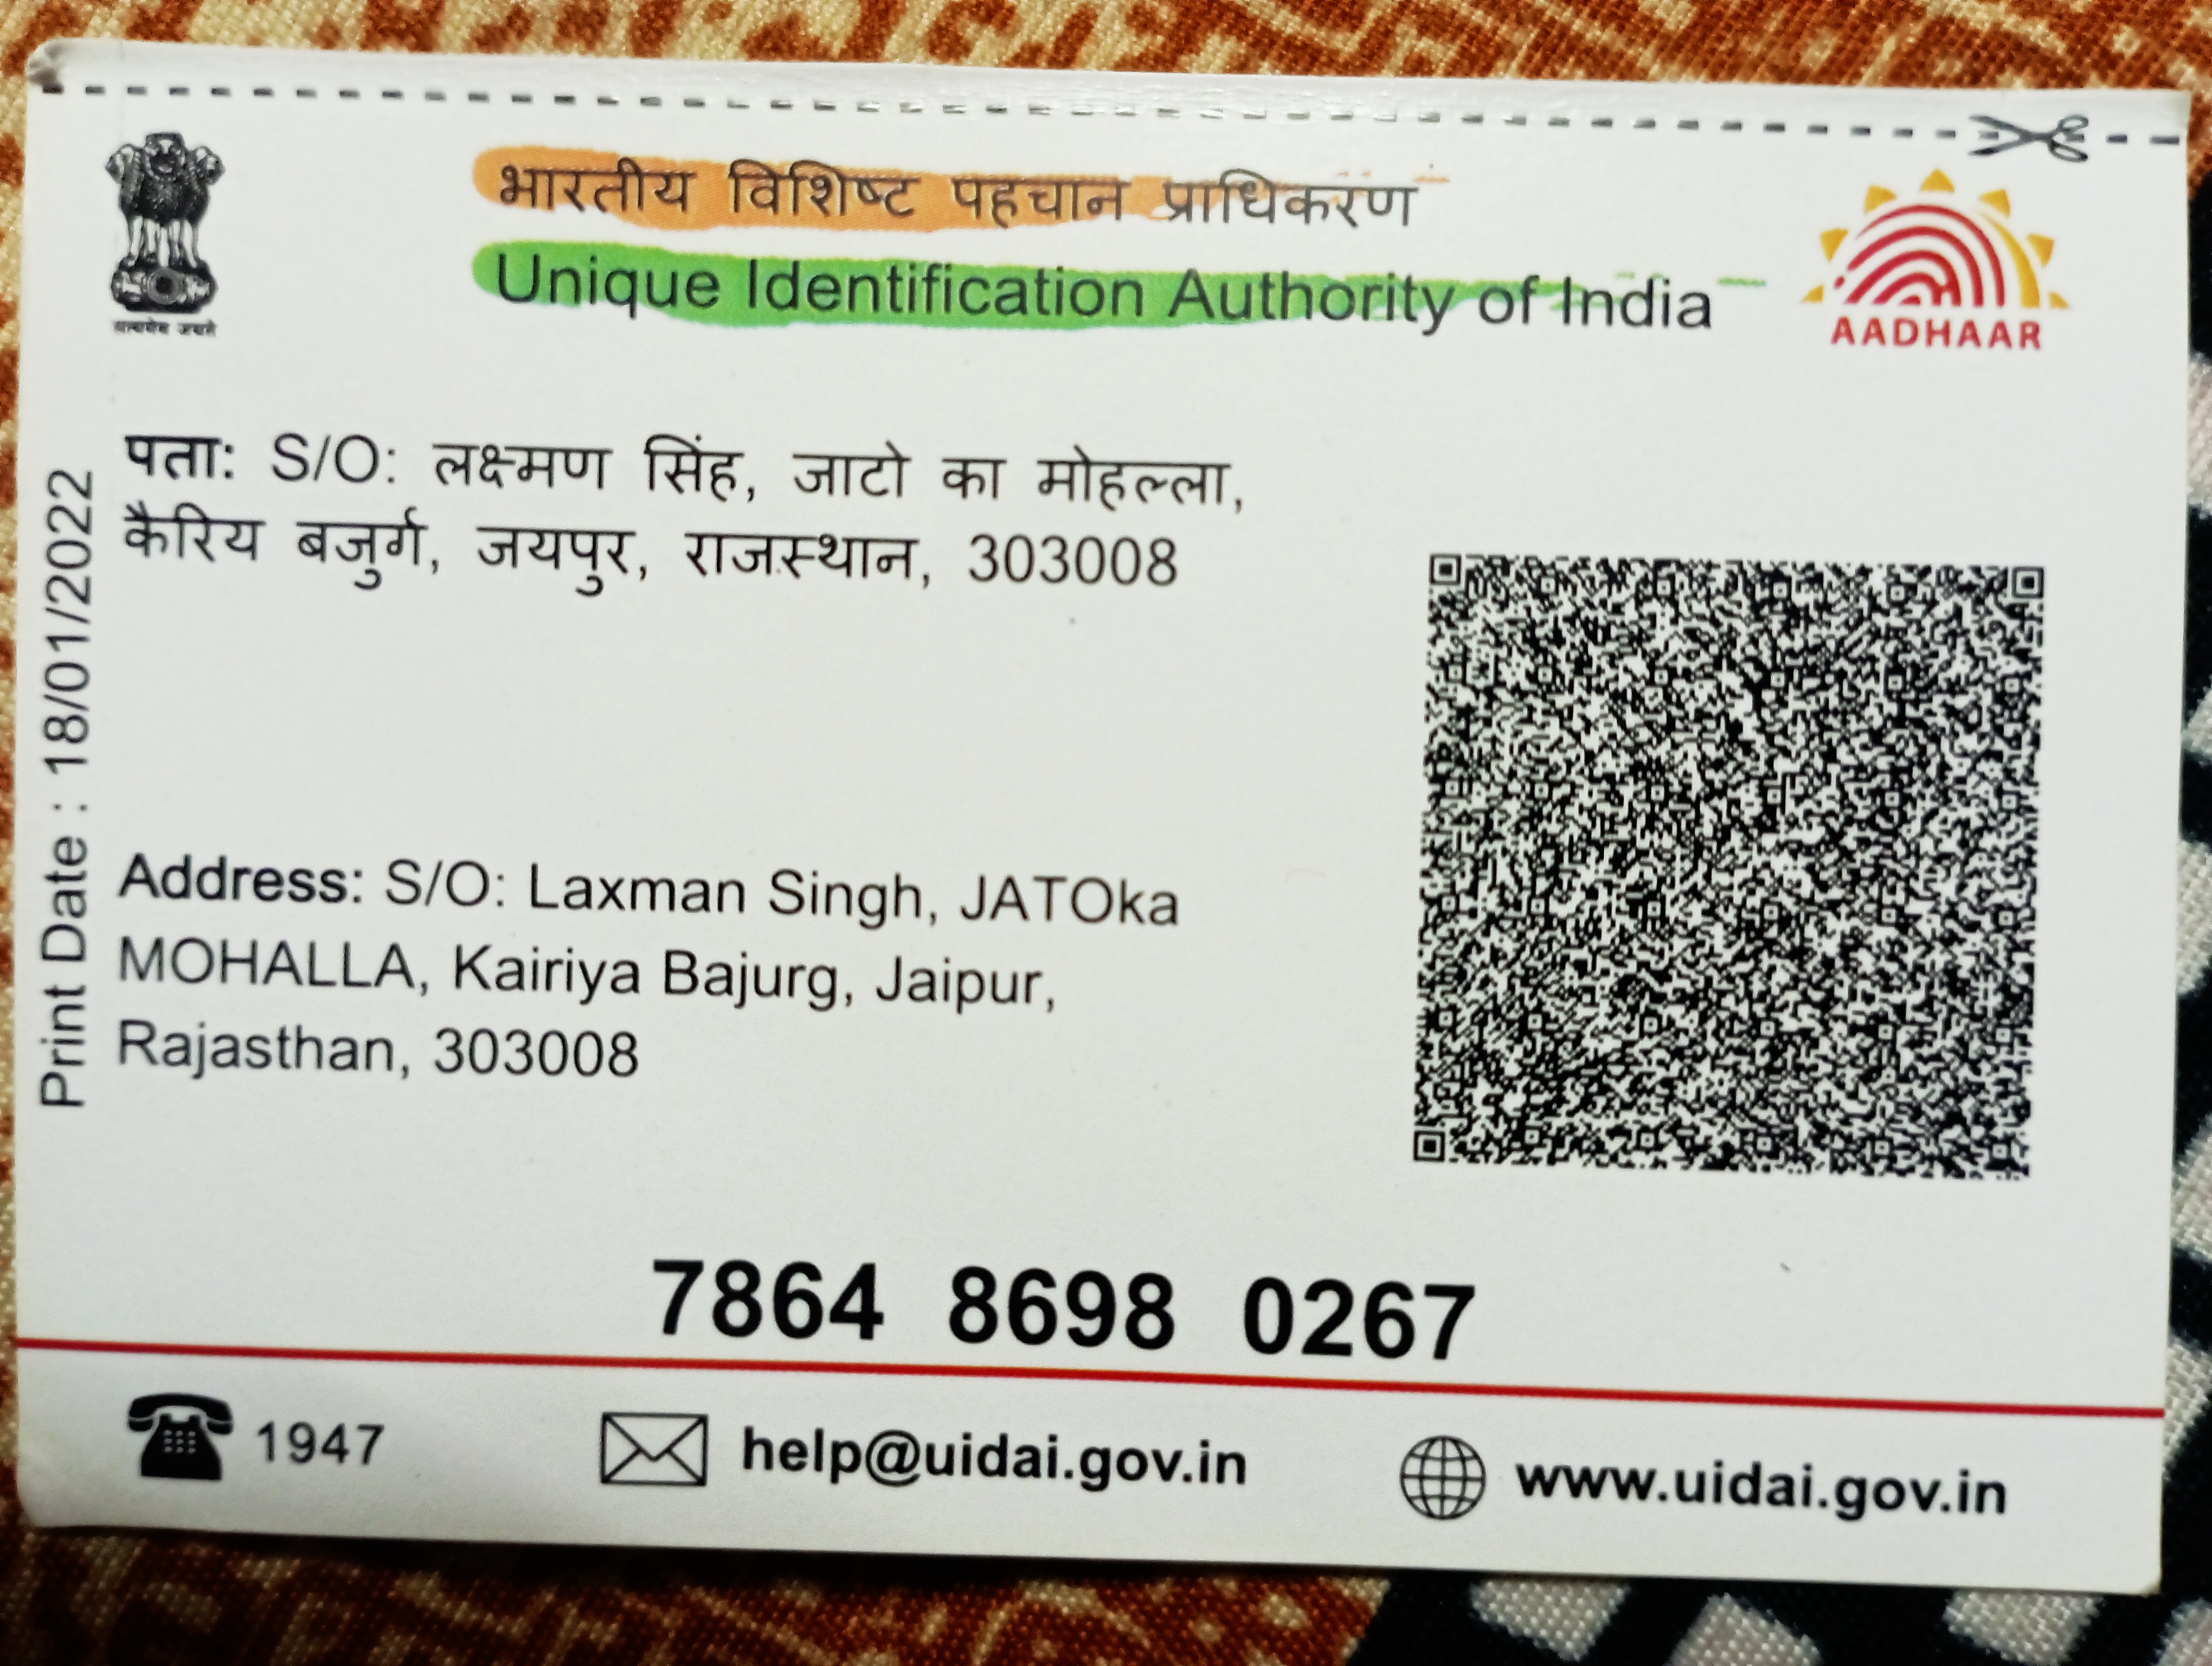 भारतीय विशिष्ट पहचान प्राधिकरण
Unique Identification Authority of India
सत्यमेव जयते
AADHAAR
Print Date : 18/01/2022
पता: S/O: लक्ष्मण सिंह, जाटो का मोहल्ला,
कैरिय बजुर्ग, जयपुर, राजस्थान, 303008
Address: S/O: Laxman Singh, JATOka
MOHALLA, Kairiya Bajurg, Jaipur,
Rajasthan, 303008
7864 8698 0267
1947 help@uidai.gov.in www.uidai.gov.in